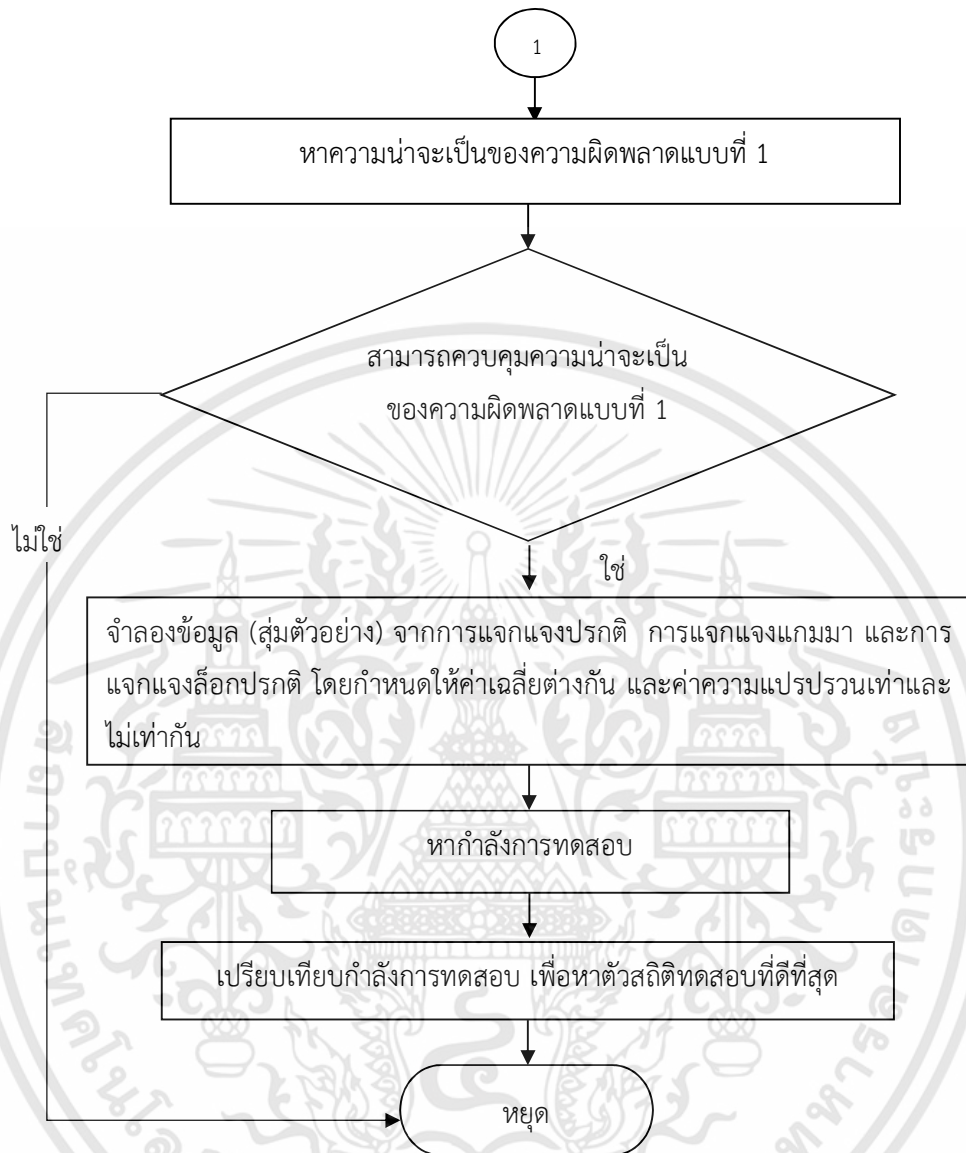 1
หาความน่าจะเป็นของความผิดพลาดแบบที่ 1
สามารถควบคุมความน่าจะเป็น
ของความผิดพลาดแบบที่ 1
ไม่ใช่
ใช่
จำลองข้อมูล (สุ่มตัวอย่าง) จากการแจกแจงปรกติ การแจกแจงแกมมา และการ
แจกแจงล็อกปรกติ โดยกำหนดให้ค่าเฉลี่ยต่างกัน และค่าความแปรปรวนเท่าและ
ไม่เท่ากัน
หากำลังการทดสอบ
เปรียบเทียบกำลังการทดสอบ เพื่อหาตัวสถิติทดสอบที่ดีที่สุด
หยุด